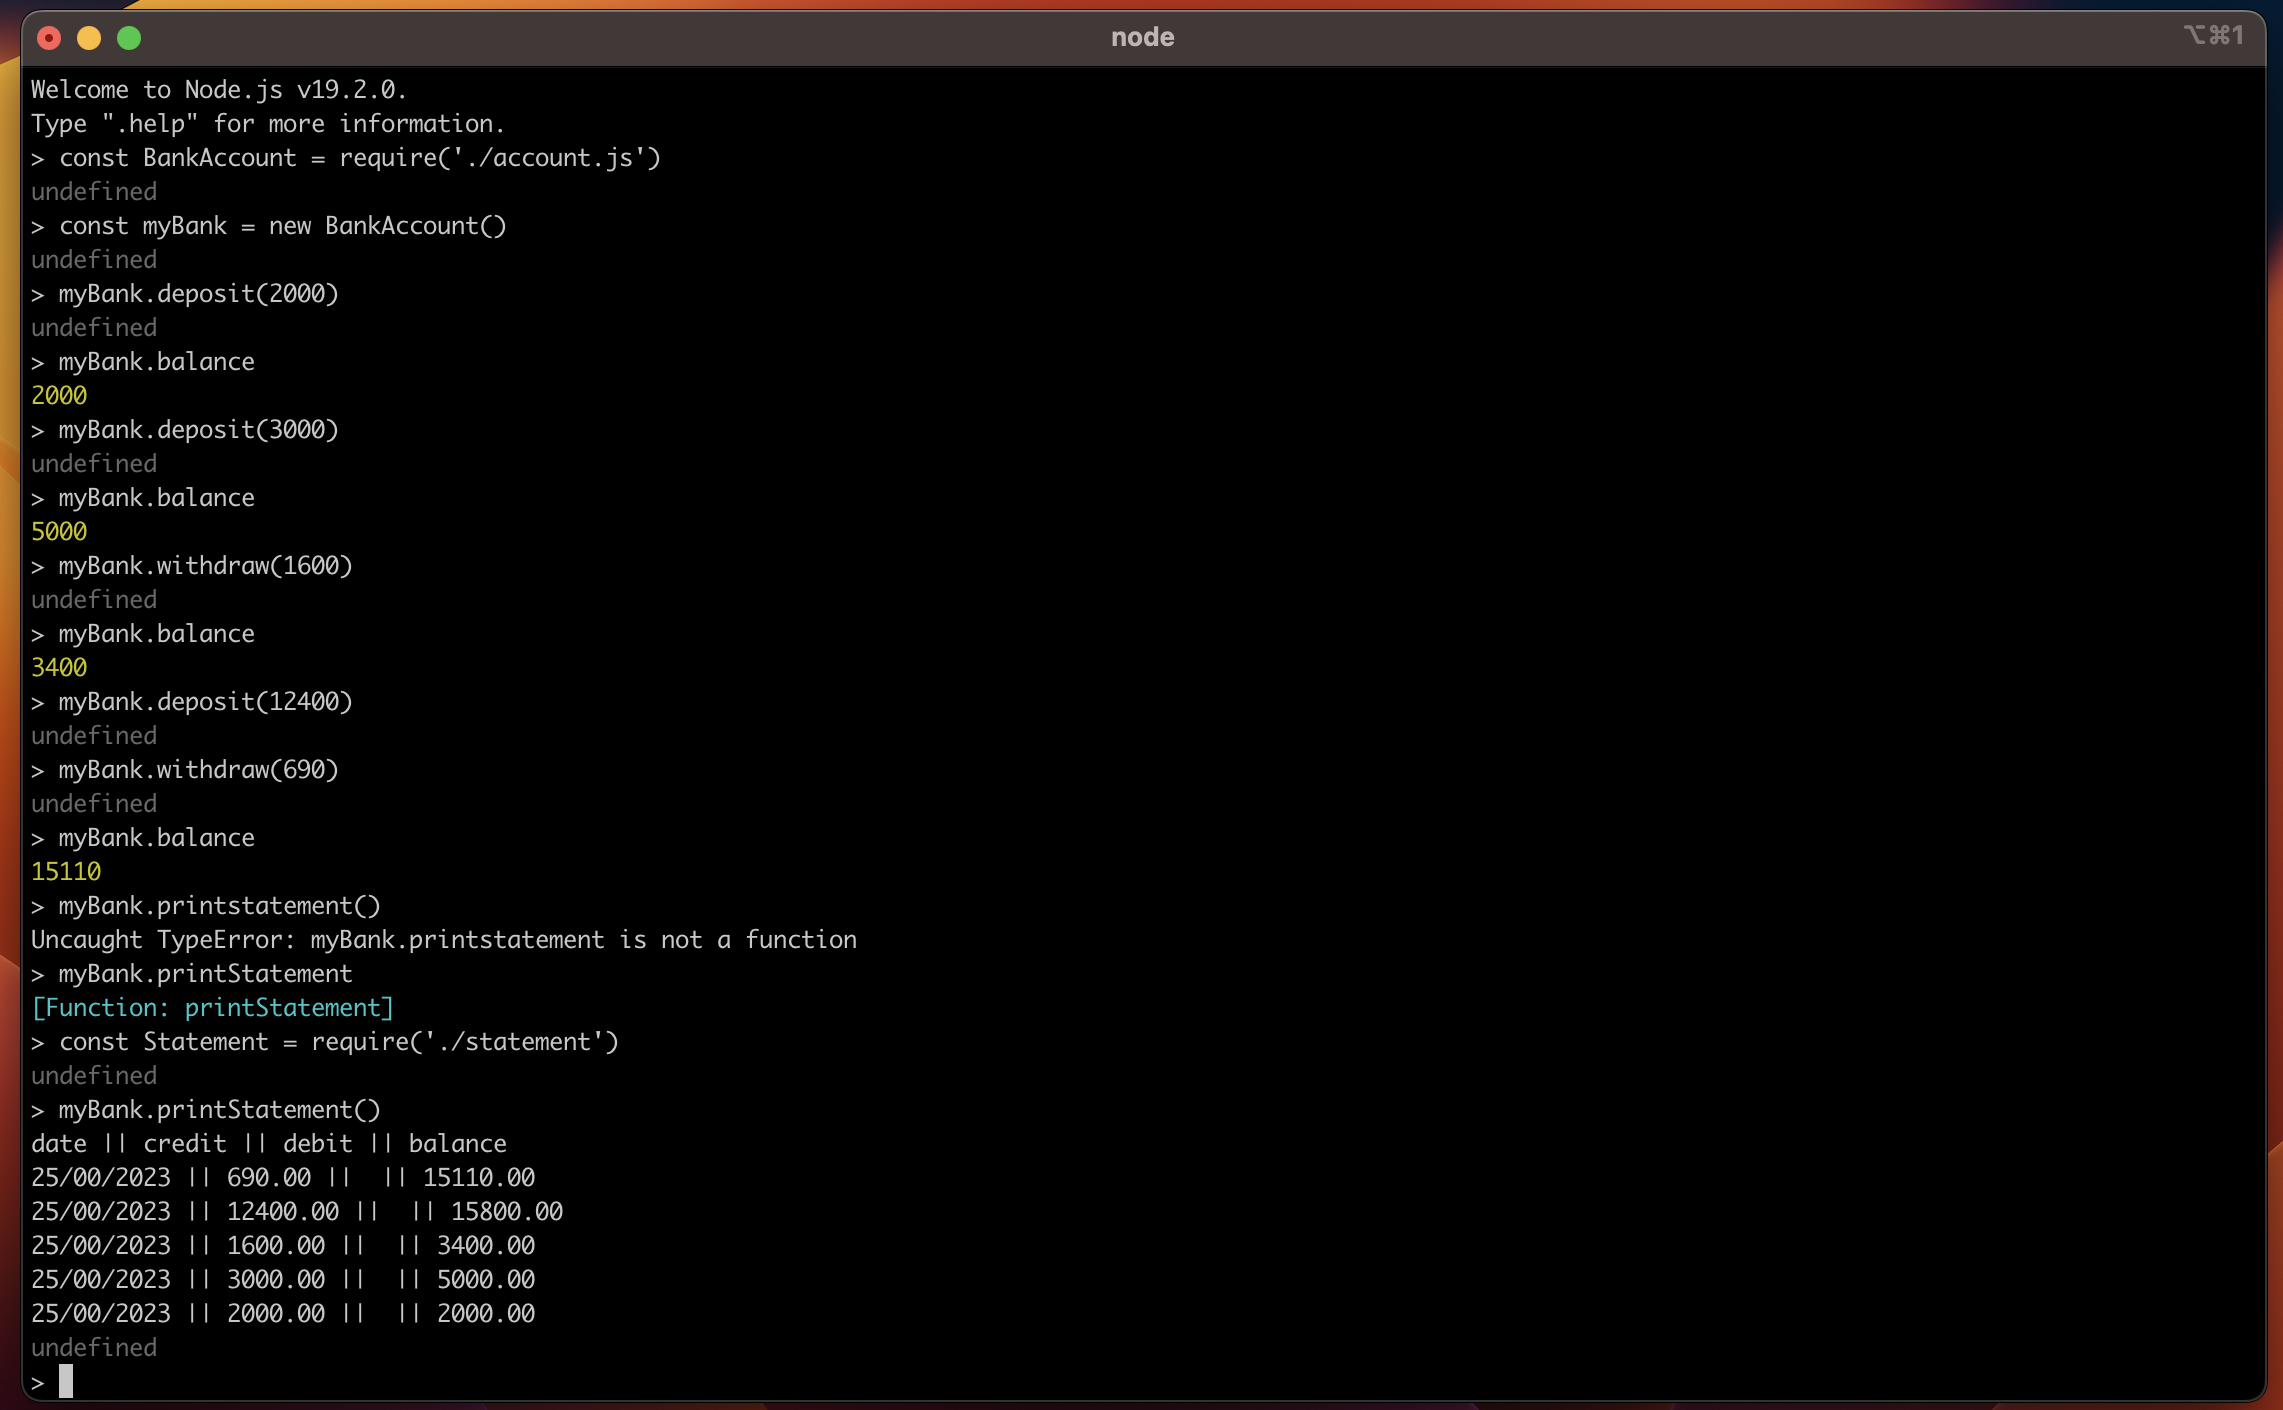 node
⌥⌘1
Welcome to Node.js v19.2.0.
Type ".help" for more information.
> const BankAccount = require('./account.js')
undefined
> const myBank = new BankAccount()
undefined
> myBank.deposit(2000)
undefined
> myBank.balance
2000
> myBank.deposit(3000)
undefined
> myBank.balance
5000
> myBank.withdraw(1600)
undefined
> myBank.balance
3400
> myBank.deposit(12400)
undefined
> myBank.withdraw(690)
undefined
> myBank.balance
15110
> myBank.printstatement()
Uncaught TypeError: myBank.printstatement is not a function
> myBank.printStatement
[Function: printStatement]
> const Statement = require('./statement')
undefined
> myBank.printStatement()
date || credit || debit || balance
25/00/2023 || 690.00 ||  || 15110.00
25/00/2023 || 12400.00 ||  || 15800.00
25/00/2023 || 1600.00 ||  || 3400.00
25/00/2023 || 3000.00 ||  || 5000.00
25/00/2023 || 2000.00 ||  || 2000.00
undefined
>